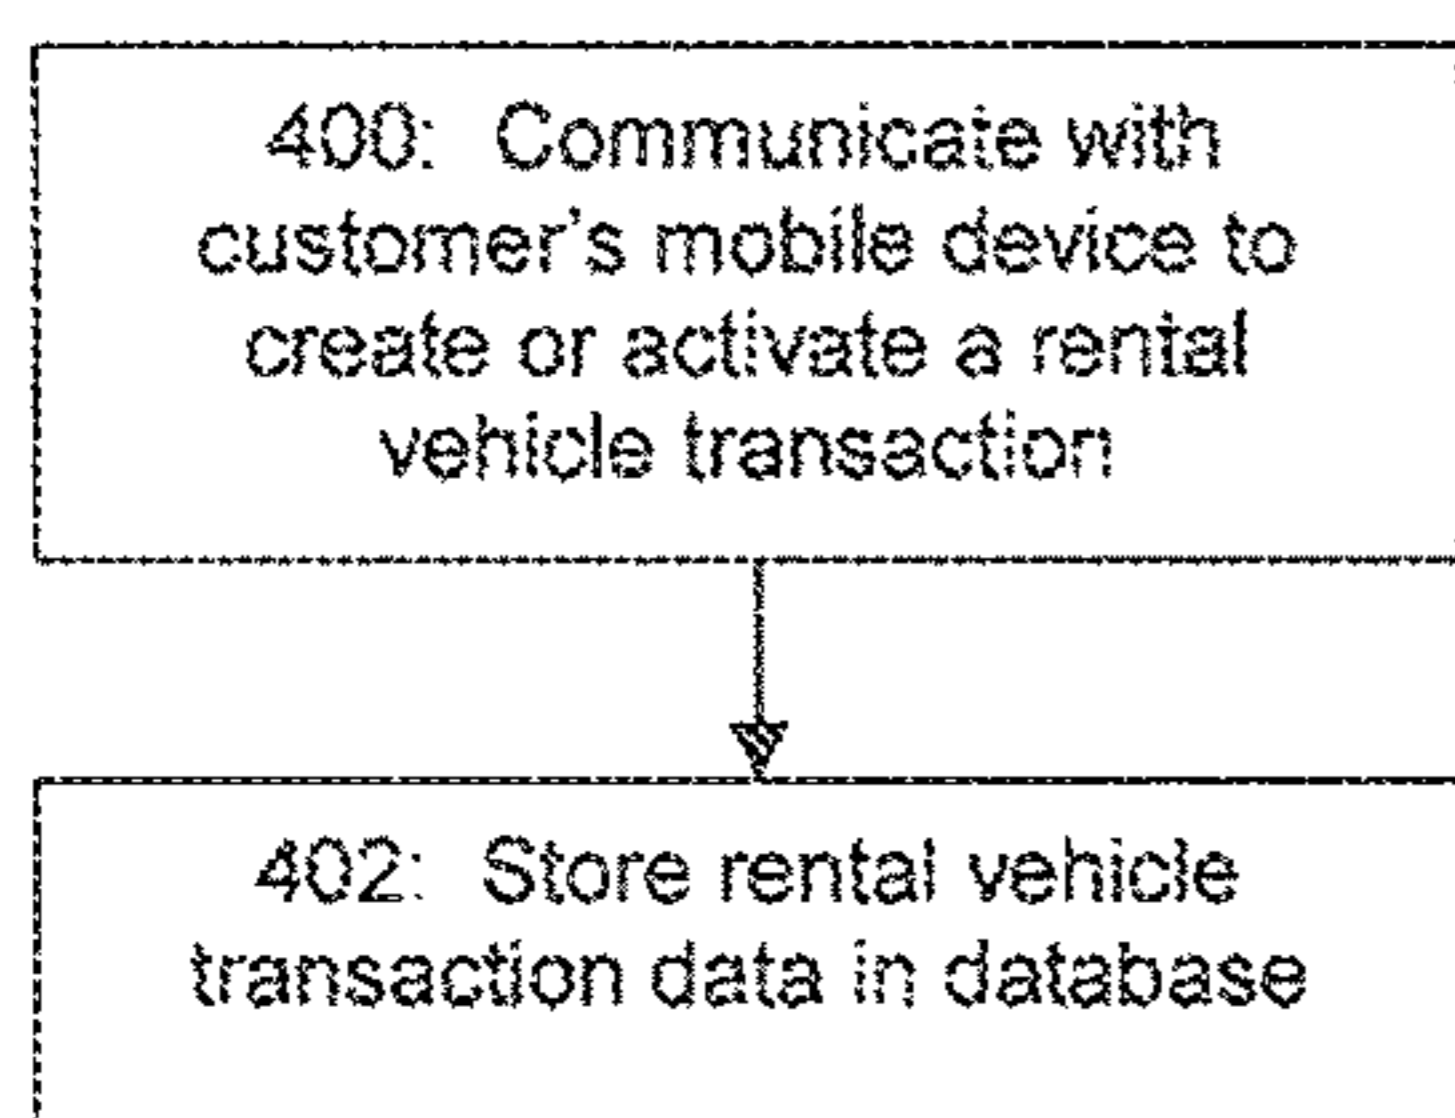 400: Communicate with
customer's mobile device to
create or activate a rental
vehicle transaction
402: Store rental vehicle
transaction data in database